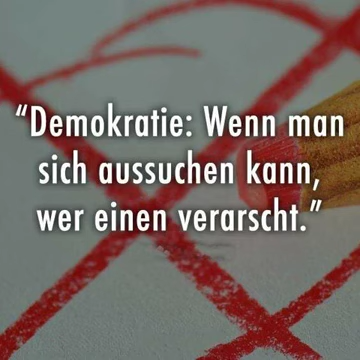 “Demokratie: Wenn man
sich aussuchen kann,
wer einen verarscht.”